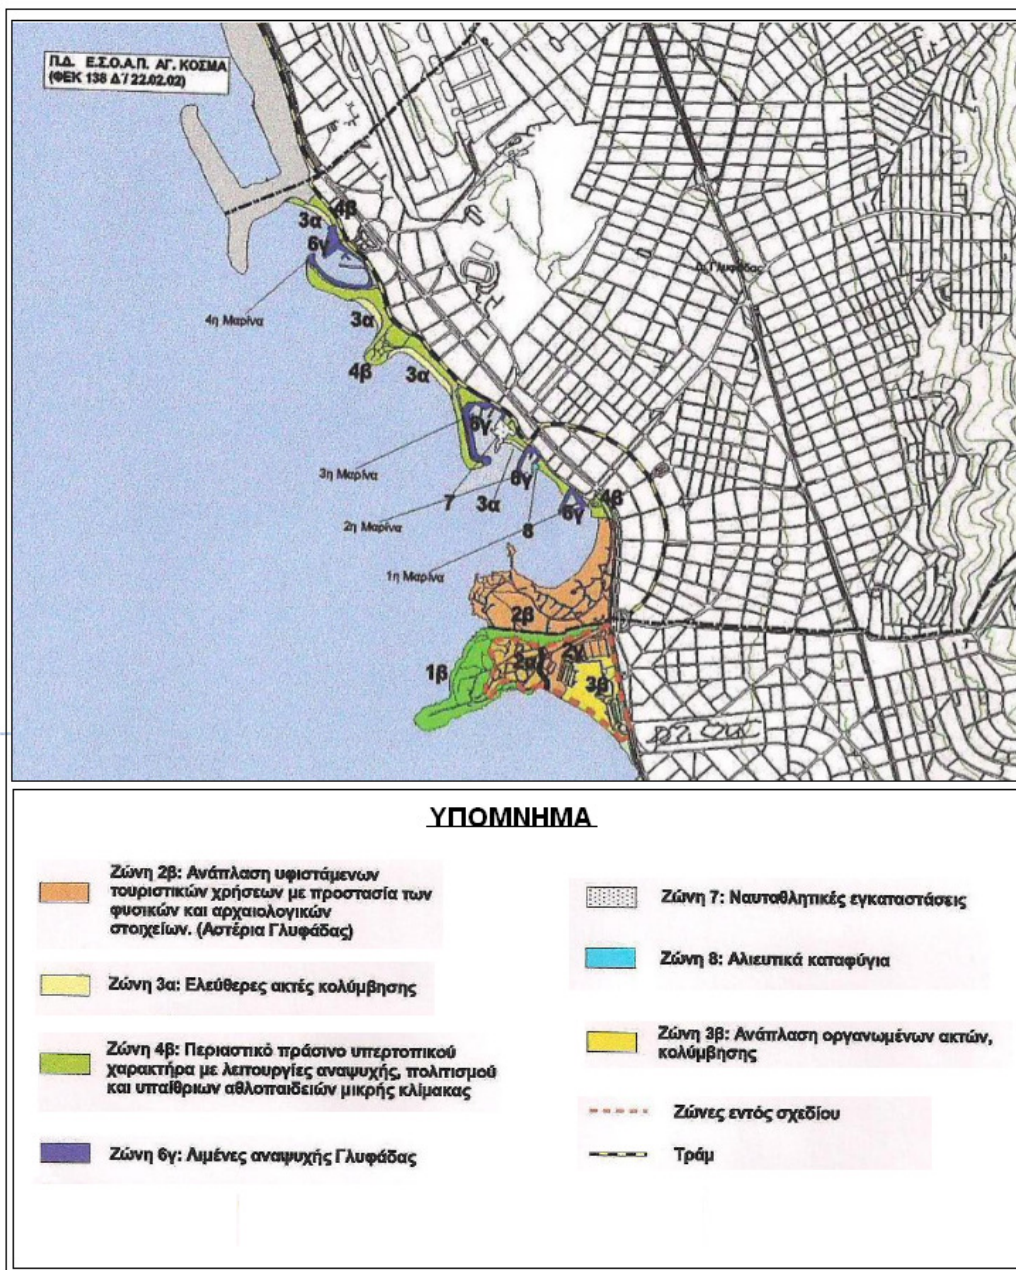 Π.Δ. Ε.Σ.Ο.Α.Π. ΑΓ. ΚΟΣΜΑ
(ΦΕΚ 138 Δ΄/ 22.02.02)
4β
3α
6γ
4η Μαρίνα
3α
4β
3α
6γ
3η Μαρίνα
7
3α
6γ
2η Μαρίνα
8
6γ
4β
1η Μαρίνα
2β
1β
2α
2γ
3β
ΥΠΟΜΝΗΜΑ
Ζώνη 2β: Ανάπλαση υφιστάμενων
τουριστικών χρήσεων με προστασία των
φυσικών και αρχαιολογικών
στοιχείων. (Αστέρια Γλυφάδας)
Ζώνη 3α: Ελεύθερες ακτές κολύμβησης
Ζώνη 4β: Περιαστικό πράσινο υπερτοπικού
χαρακτήρα με λειτουργίες αναψυχής, πολιτισμού
και υπαίθριων αθλοπαιδειών μικρής κλίμακας
Ζώνη 6γ: Λιμένες αναψυχής Γλυφάδας
Ζώνη 7: Ναυταθλητικές εγκαταστάσεις
Ζώνη 8: Αλιευτικά καταφύγια
Ζώνη 3β: Ανάπλαση οργανωμένων ακτών,
κολύμβησης
Ζώνες εντός σχεδίου
Τράμ